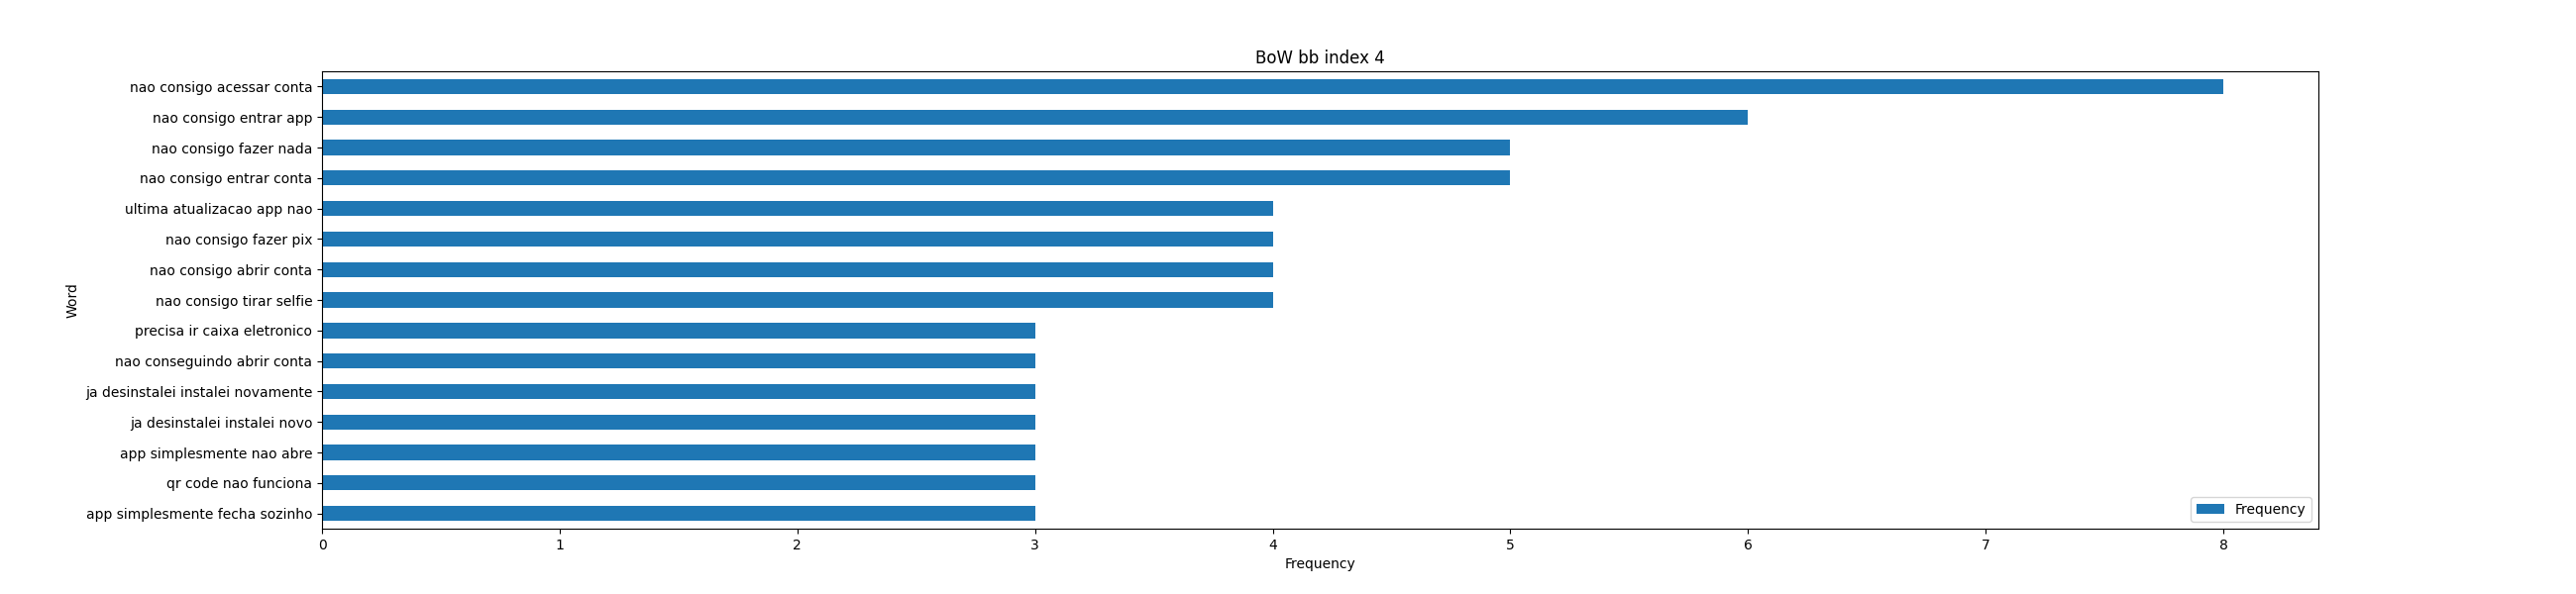 BoW bb index 4
nao consigo acessar conta
nao consigo entrar app
nao consigo fazer nada
nao consigo entrar conta
ultima atualizacao app nao
nao consigo fazer pix
nao consigo abrir conta
nao consigo tirar selfie
precisa ir caixa eletronico
nao conseguindo abrir conta
ja desinstalei instalei novamente
ja desinstalei instalei novo
app simplesmente nao abre
qr code nao funciona
app simplesmente fecha sozinho
Word
Frequency
0 1 2 3 4 5 6 7 8
Frequency